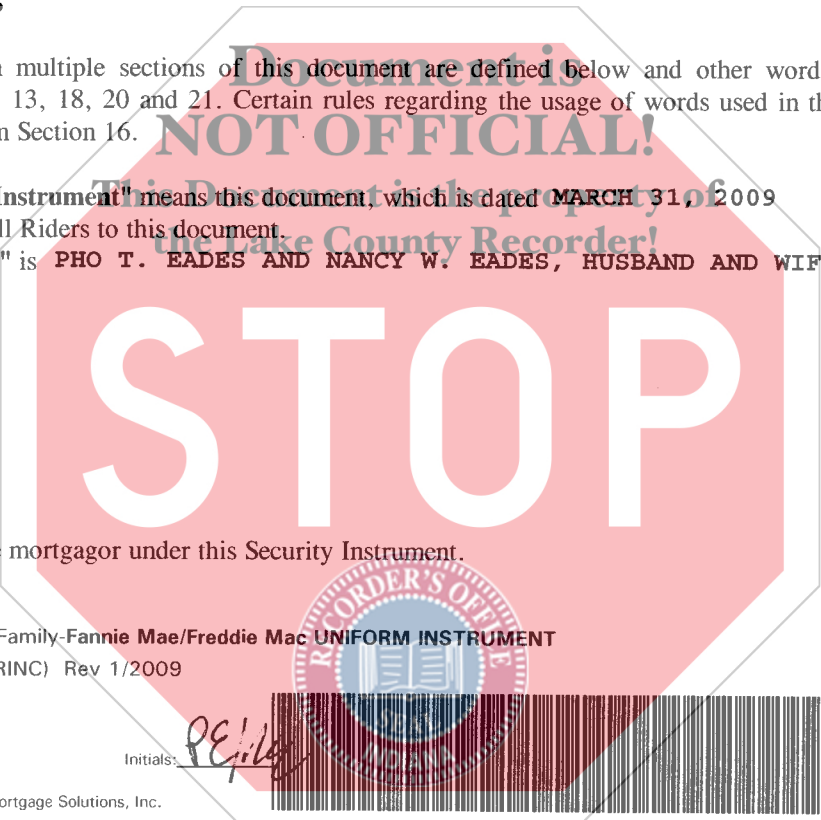 multiple sections of this document are defined below and other word
13, 18, 20 and 21. Certain rules regarding the usage of words used in th
n Section 16.
Document is
NOT OFFICIAL!
This Document is the property of
the Lake County Recorder!
Instrument" means this document, which is dated MARCH 31, 2009
ll Riders to this document.
" is PHO T. EADES AND NANCY W. EADES, HUSBAND AND WIF
STOP
mortgagor under this Security Instrument.
RECORDER'S OFFICE
SEAL
INDIANA
Family-Fannie Mae/Freddie Mac UNIFORM INSTRUMENT
RINC) Rev 1/2009
Initials:
ortgage Solutions, Inc.